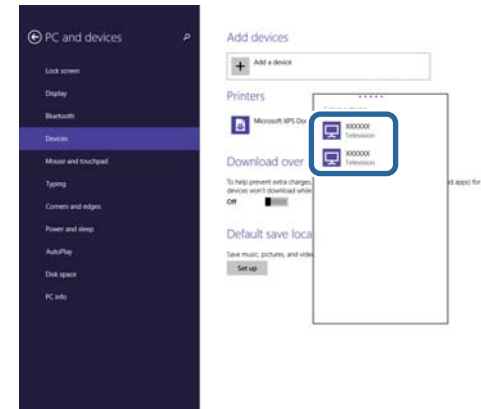 PC and devices
Lock screen
Display
Bluetooth
Devices
Mouse and touchpad
Typing
Corners and edges
Power and sleep
AutoPlay
Disk space
PC info
Add devices
Add a device
Printers
Microsoft XPS Doc
Download over
To help prevent extra charges,
d apps) for
devices won't download while
Off
Default save loca
Save music, pictures, and video
Set up
XXXXXX
Television
XXXXXX
Television